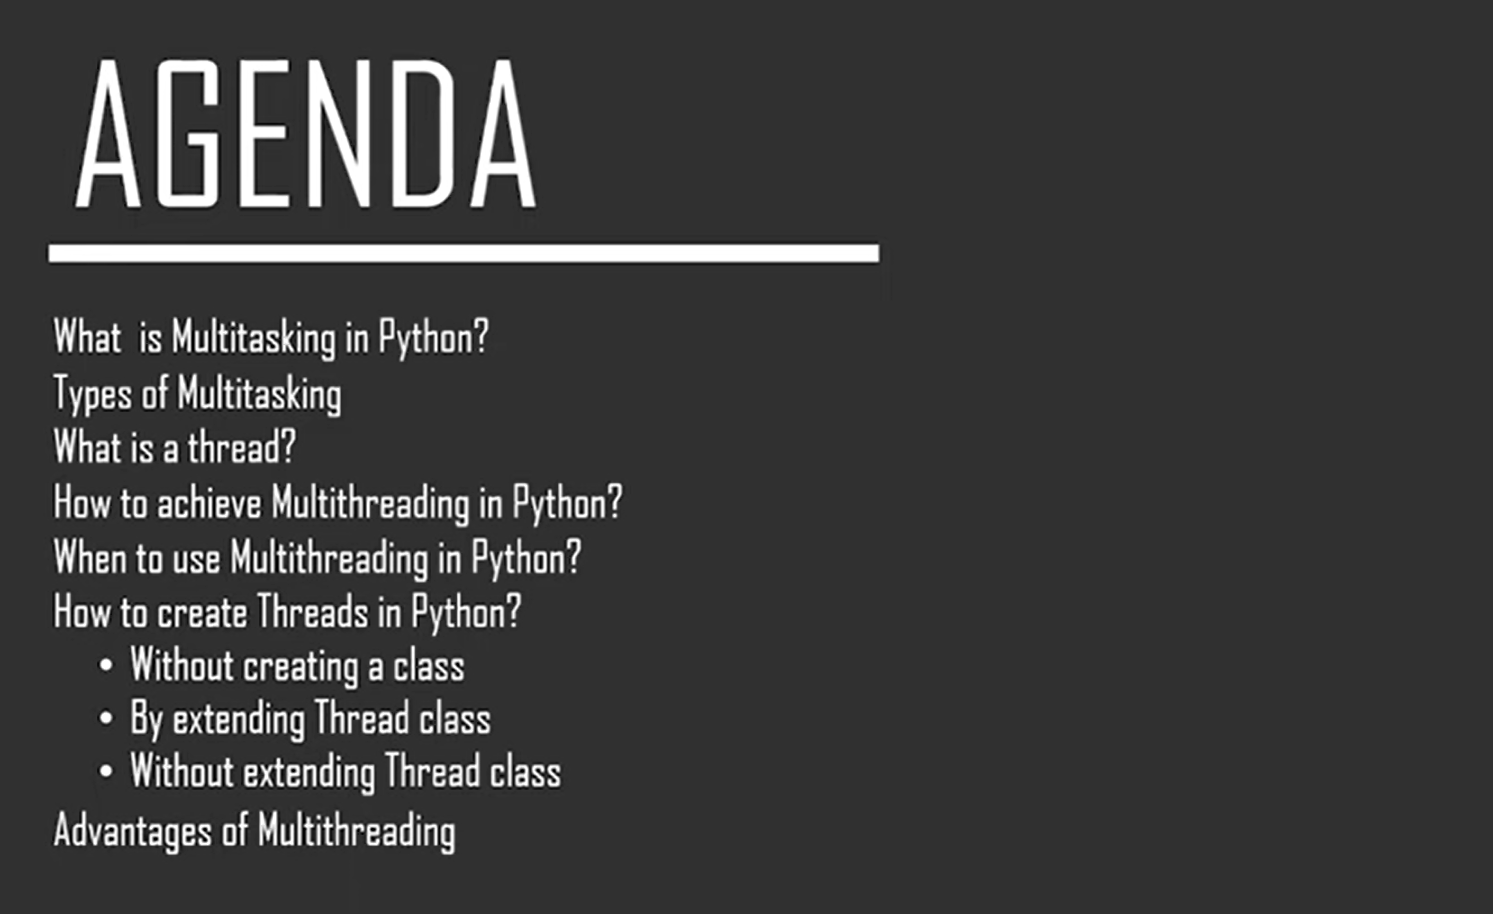 AGENDA
What is Multitasking in Python?
Types of Multitasking
What is a thread?
How to achieve Multithreading in Python?
When to use Multithreading in Python?
How to create Threads in Python?
• Without creating a class
• By extending Thread class
• Without extending Thread class
Advantages of Multithreading